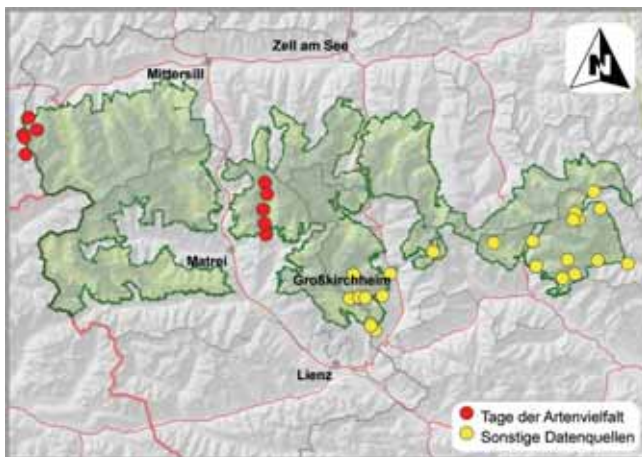 Zell am See
N
Mittersill
Matrei
Großkirchheim
Lienz
Tage der Artenvielfalt
Sonstige Datenquellen